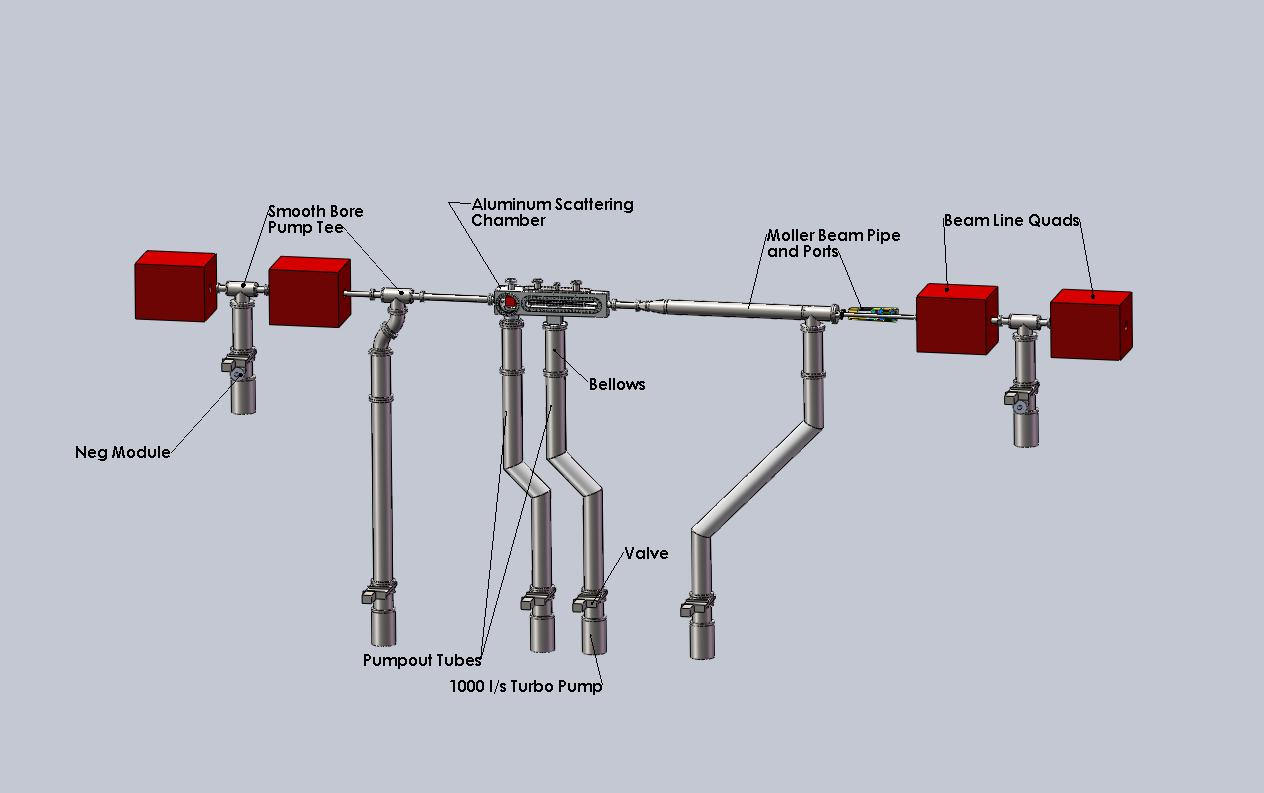 Smooth Bore
Pump Tee
Aluminum Scattering
Chamber
Moller Beam Pipe
and Ports
Beam Line Quads
Bellows
Neg Module
Valve
Pumpout Tubes
1000 l/s Turbo Pump